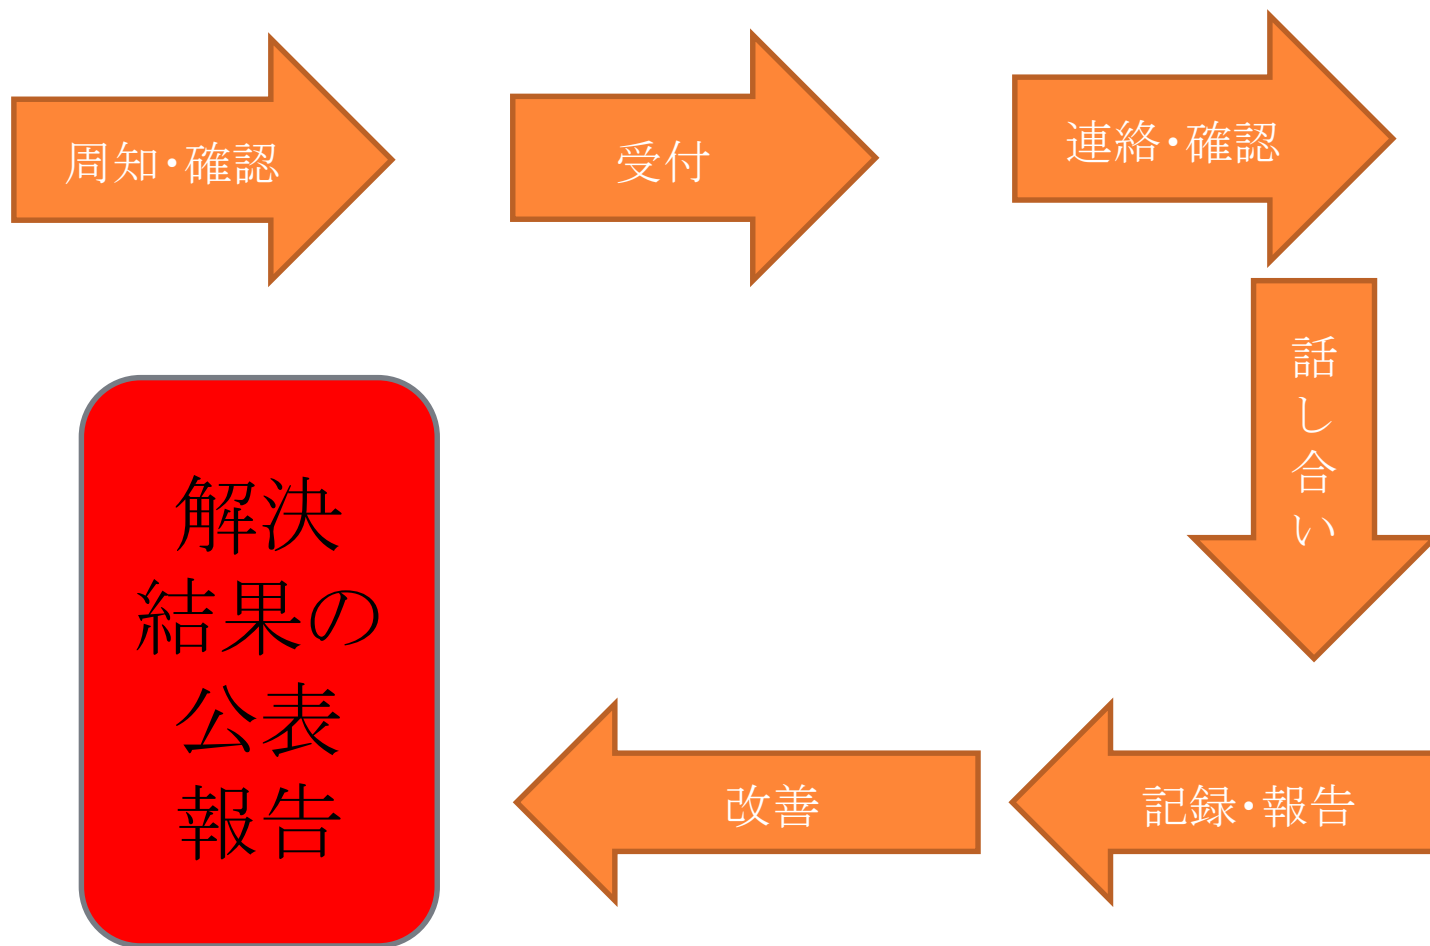 周知・確認
受付
連絡・確認
話し合い
記録・報告
改善
解決
結果の
公表
報告